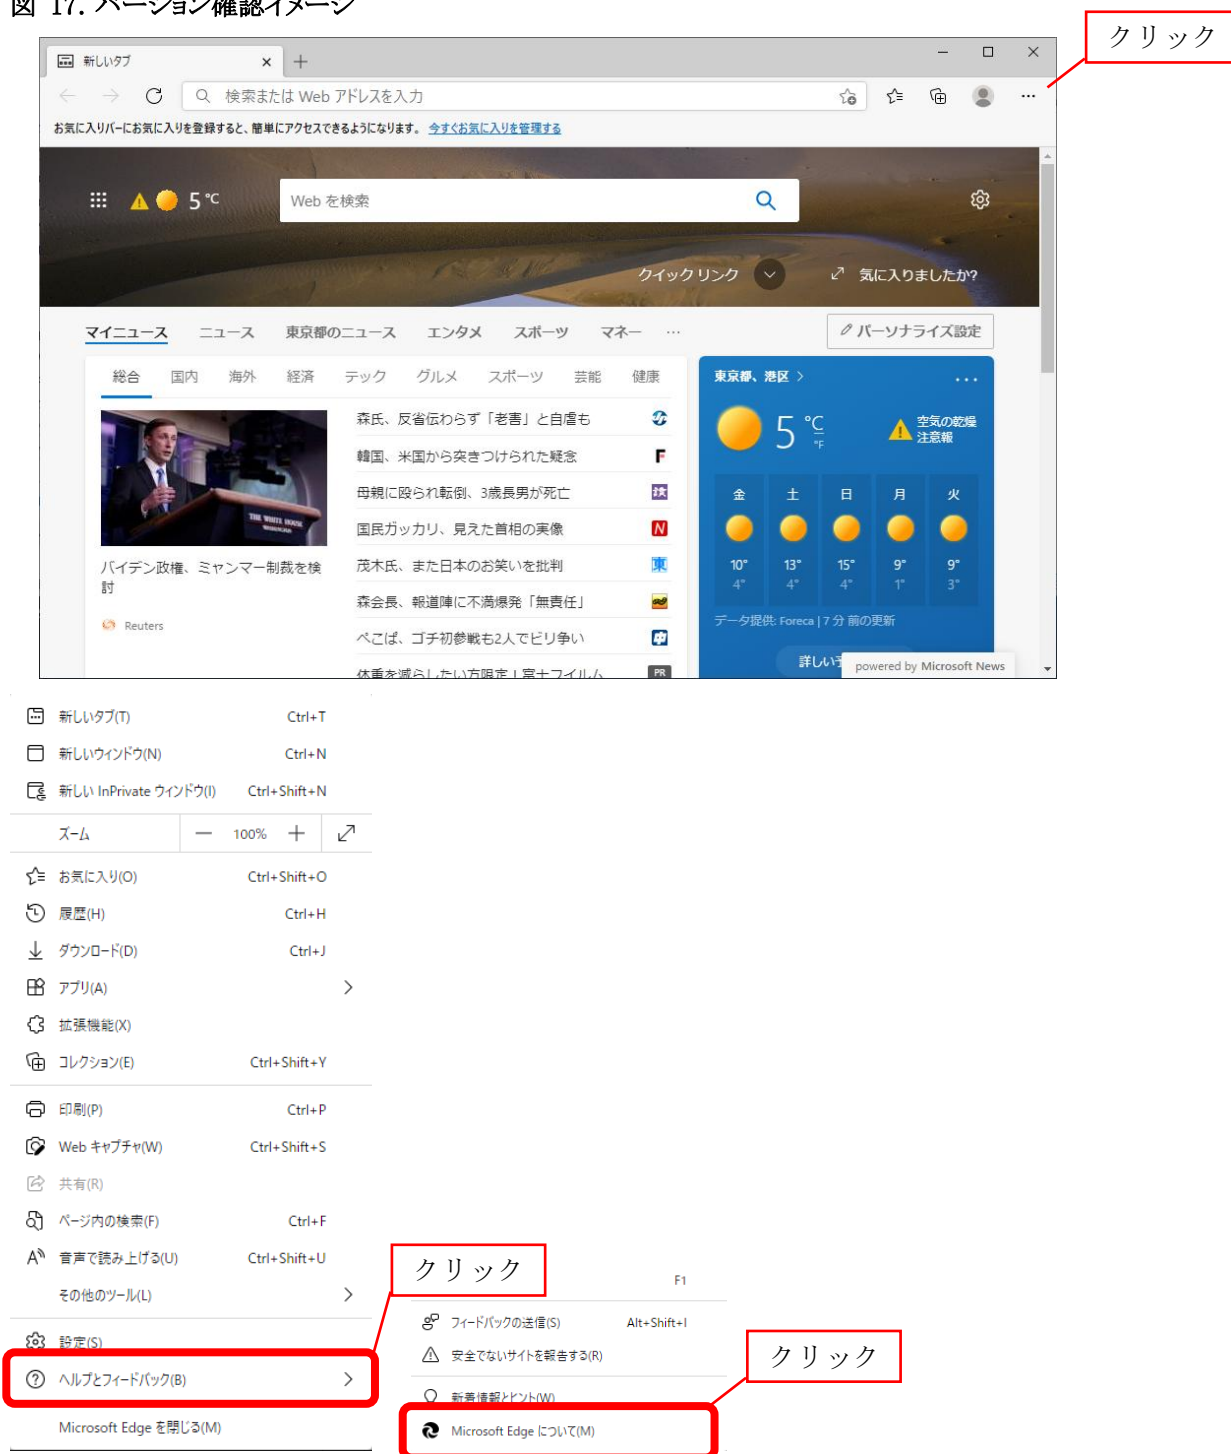 図 17. バージョン確認イメージ
クリック
新しいタブ
検索または Web アドレスを入力
お気に入りバーにお気に入りを登録すると、簡単にアクセスできるようになります。 今すぐお気に入りを管理する
5 ℃
Web を検索
クイック リンク
気に入りましたか?
マイニュース ニュース 東京都のニュース エンタメ スポーツ マネー ...
パーソナライズ設定
総合 国内 海外 経済 テック グルメ スポーツ 芸能 健康
THE WHITE HOUSE
WASHINGTON
バイデン政権、ミャンマー制裁を検
討
Reuters
森氏、反省伝わらず「老害」と自虐も
韓国、米国から突きつけられた疑念
母親に殴られ転倒、3歳長男が死亡
国民ガッカリ、見えた首相の実像
茂木氏、また日本のお笑いを批判
森会長、報道陣に不満爆発「無責任」
ぺこぱ、ゴチ初参戦も2人でビリ争い
体重を減らしたい方限定!富士フイルム
PR
東京都、港区 >
5 ℃
°F
空気の乾燥
注意報
金 土 日 月 火
10° 13° 15° 9° 9°
4° 4° 4° 1° 3°
データ提供: Foreca | 7 分 前の更新
詳しい
powered by Microsoft News
新しいタブ(T) Ctrl+T
新しいウィンドウ(N) Ctrl+N
新しい InPrivate ウィンドウ(I) Ctrl+Shift+N
ズーム — 100% +
お気に入り(O) Ctrl+Shift+O
履歴(H) Ctrl+H
ダウンロード(D) Ctrl+J
アプリ(A)
拡張機能(X)
コレクション(E) Ctrl+Shift+Y
印刷(P) Ctrl+P
Web キャプチャ(W) Ctrl+Shift+S
共有(R)
ページ内の検索(F) Ctrl+F
音声で読み上げる(U) Ctrl+Shift+U
その他のツール(L)
設定(S)
ヘルプとフィードバック(B)
Microsoft Edge を閉じる(M)
クリック
F1
フィードバックの送信(S) Alt+Shift+I
安全でないサイトを報告する(R)
新着情報とヒント(W)
Microsoft Edge について(M)
クリック